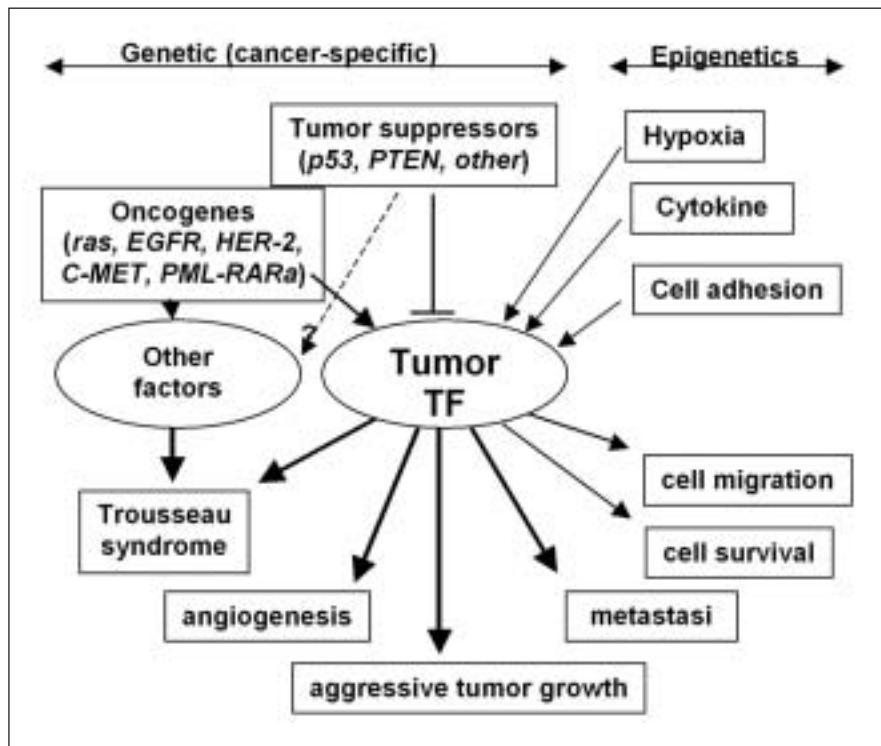 Genetic (cancer-specific)
Epigenetics
Tumor suppressors
(p53, PTEN, other)
Hypoxia
Oncogenes
(ras, EGFR, HER-2,
C-MET, PML-RARa)
Cytokine
Cell adhesion
?
Other
factors
Tumor
TF
Trousseau
syndrome
cell migration
cell survival
angiogenesis
metastasi
aggressive tumor growth